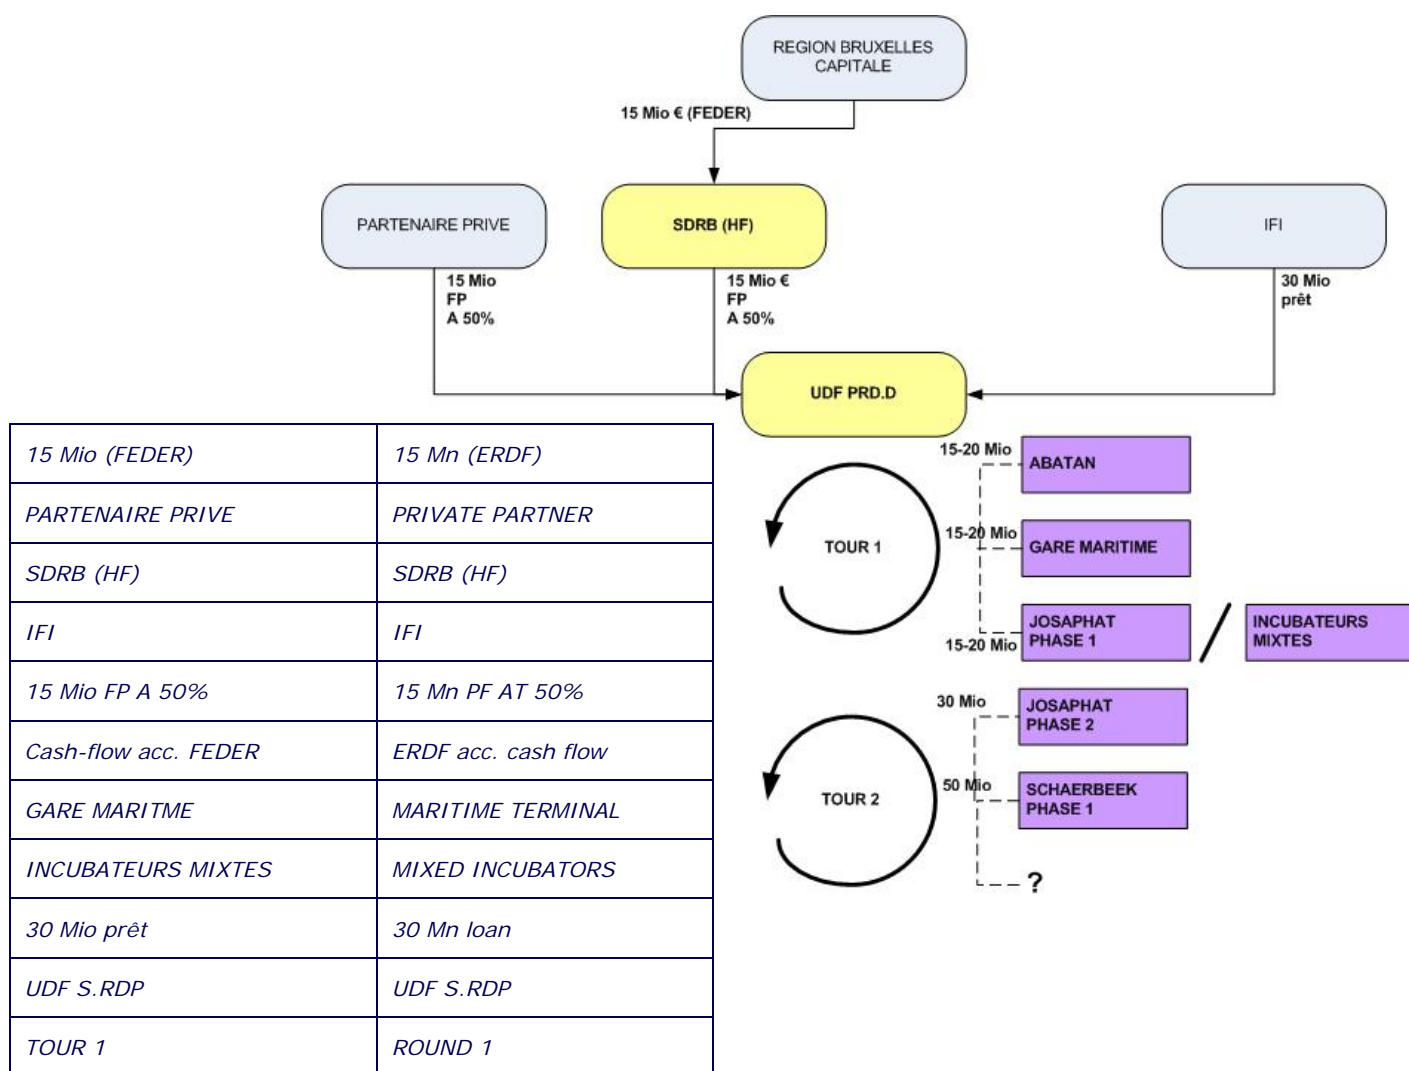 REGION BRUXELLES
CAPITALE
15 Mio € (FEDER)
PARTENAIRE PRIVE
SDRB (HF)
IFI
15 Mio
FP
A 50%
15 Mio €
FP
A 50%
30 Mio
prêt
UDF PRD.D
15 Mio (FEDER)
15 Mn (ERDF)
PARTENAIRE PRIVE
PRIVATE PARTNER
SDRB (HF)
SDRB (HF)
IFI
IFI
15 Mio FP A 50%
15 Mn PF AT 50%
Cash-flow acc. FEDER
ERDF acc. cash flow
GARE MARITME
MARITIME TERMINAL
INCUBATEURS MIXTES
MIXED INCUBATORS
30 Mio prêt
30 Mn loan
UDF S.RDP
UDF S.RDP
TOUR 1
ROUND 1
TOUR 1
15-20 Mio
ABATAN
15-20 Mio
GARE MARITIME
15-20 Mio
JOSAPHAT
PHASE 1
/
INCUBATEURS
MIXTES
TOUR 2
30 Mio
JOSAPHAT
PHASE 2
50 Mio
SCHAERBEEK
PHASE 1
?